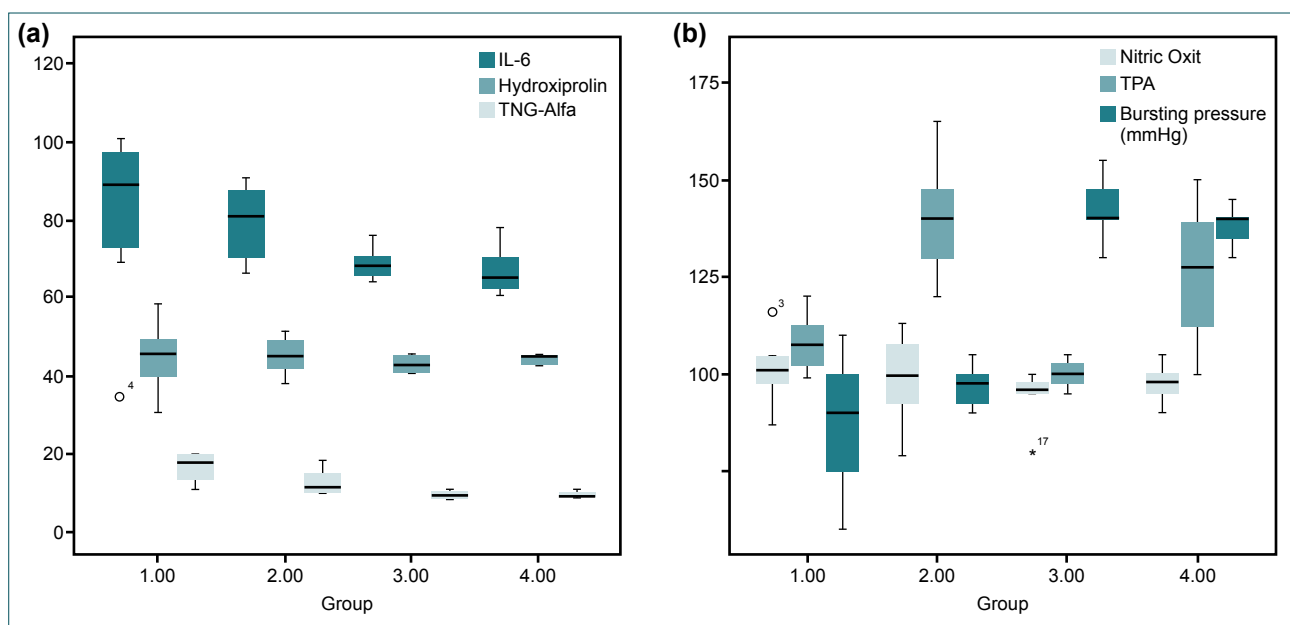 (a)
IL-6
Hydroxiprolin
TNG-Alfa
120
100
80
60
40
20
0
4
1.00 2.00 3.00 4.00
Group
(b)
Nitric Oxit
TPA
Bursting pressure
(mmHg)
175
150
125
100
3
* 17
1.00 2.00 3.00 4.00
Group